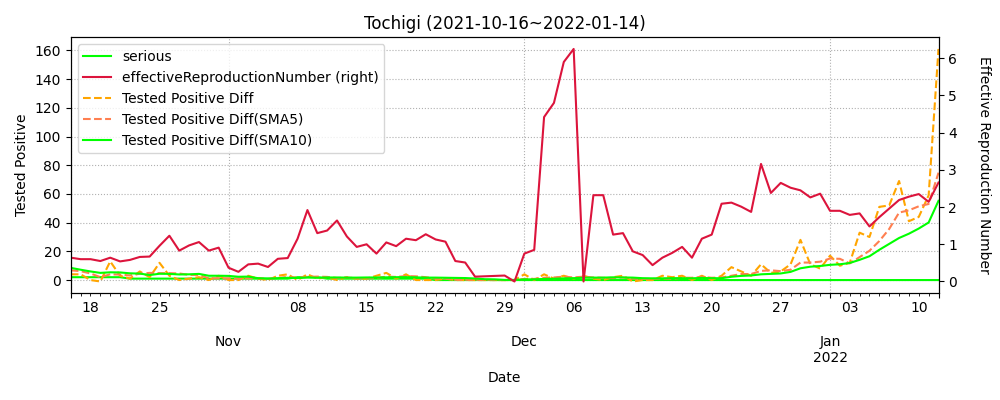 Tochigi (2021-10-16~2022-01-14)
serious
effectiveReproductionNumber (right)
Tested Positive Diff
Tested Positive Diff(SMA5)
Tested Positive Diff(SMA10)
Tested Positive
160
140
120
100
80
60
40
20
0
Effective Reproduction Number
6
5
4
3
2
1
0
18 25 08 15 22 29 06 13 20 27 03 10
Nov Dec Jan
2022
Date